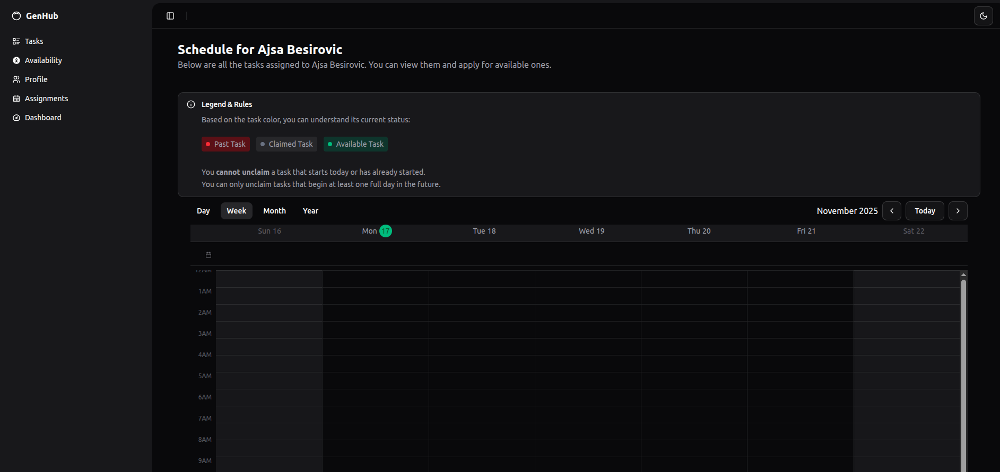 GenHub
Tasks
Availability
Profile
Assignments
Dashboard
Schedule for Ajsa Besirovic
Below are all the tasks assigned to Ajsa Besirovic. You can view them and apply for available ones.
Legend & Rules
Based on the task color, you can understand its current status:
Past Task Claimed Task Available Task
You cannot unclaim a task that starts today or has already started.
You can only unclaim tasks that begin at least one full day in the future.
Day Week Month Year November 2025 Today
Sun 16 Mon 17 Tue 18 Wed 19 Thu 20 Fri 21 Sat 22
12AM
1AM
2AM
3AM
4AM
5AM
6AM
7AM
8AM
9AM